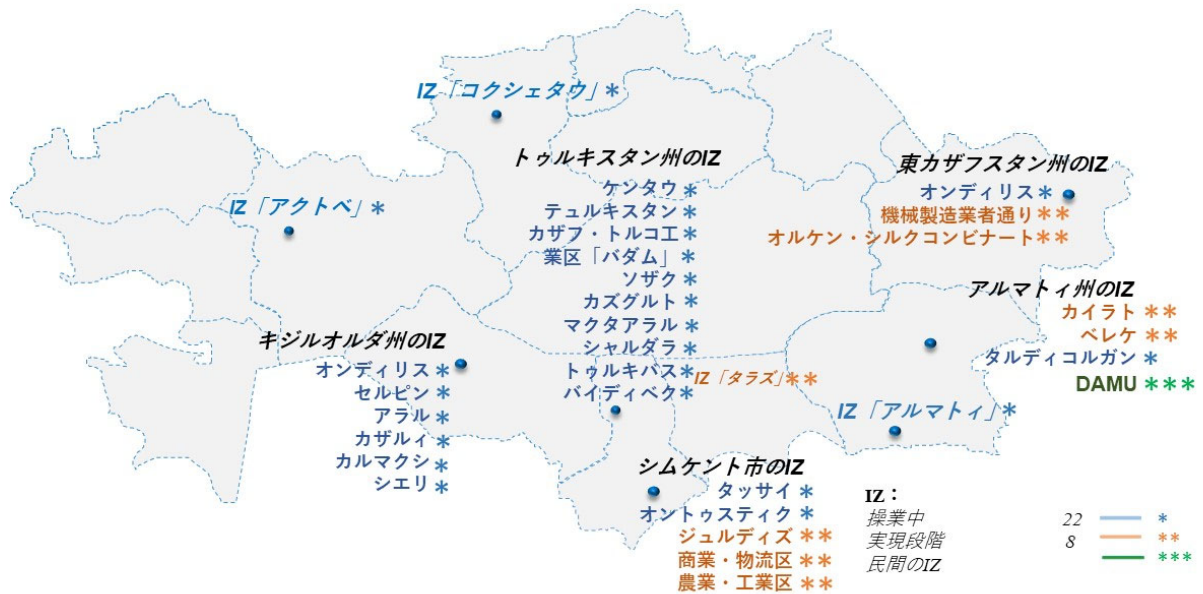 IZ「コクシェタウ」*
トゥルキスタン州のIZ
ケンタウ *
テュルキスタン *
カザフ・トルコ工 *
業区「バダム」 *
ソザク *
カズグルト *
マクタアラル *
シャルダラ *
トゥルキバス *
バイディベク *
東カザフスタン州のIZ
オンディリス *
機械製造業者通り **
オルケン・シルクコンビナート **
IZ「アクトベ」*
アルマトィ州のIZ
カイラト **
ベレケ **
タルディコルガン *
DAMU ***
キジルオルダ州のIZ
オンディリス *
セルピン *
アラル *
カザルィ *
カルマクシ *
シエリ *
IZ「タラズ」**
IZ「アルマトィ」*
シムケント市のIZ
タッサイ *
オントゥスティク *
ジュルディズ **
商業・物流区 **
農業・工業区 **
IZ：
操業中 22 *
実現段階 8 **
民間のIZ ***